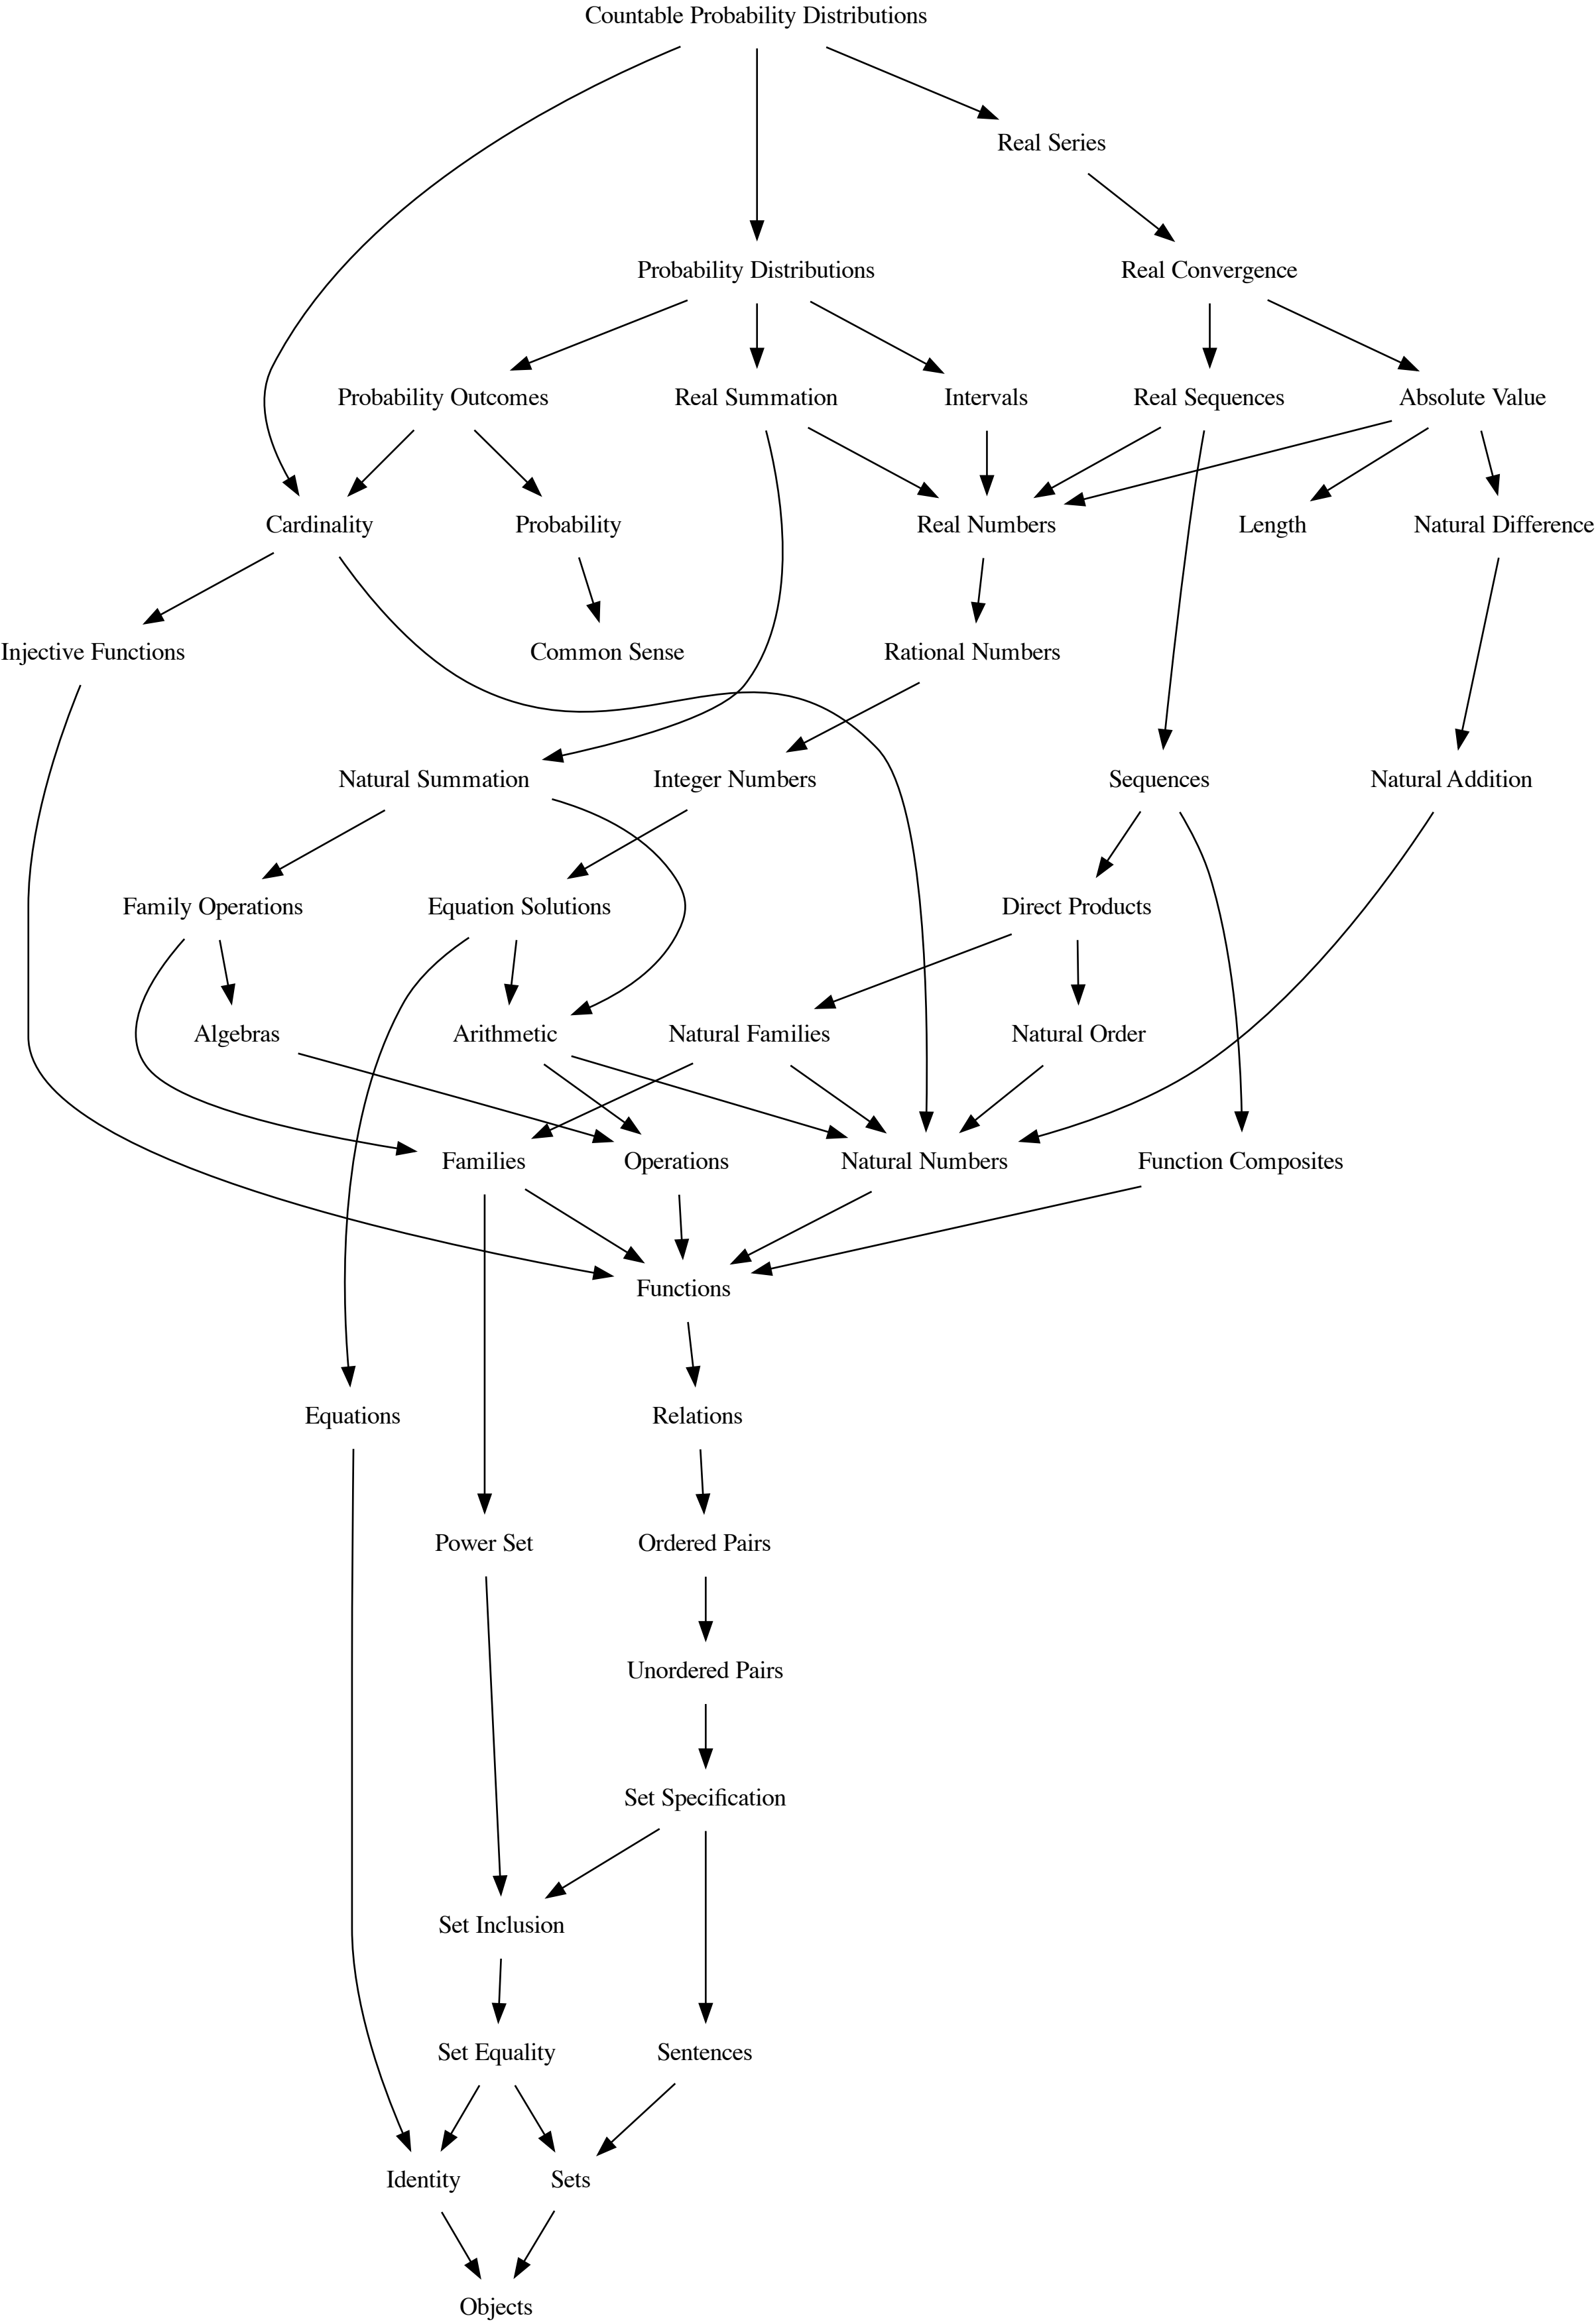 Countable Probability Distributions
Real Series
Probability Distributions
Real Convergence
Probability Outcomes
Real Summation
Intervals
Real Sequences
Absolute Value
Cardinality
Probability
Real Numbers
Length
Natural Difference
Injective Functions
Common Sense
Rational Numbers
Natural Summation
Integer Numbers
Sequences
Natural Addition
Family Operations
Equation Solutions
Direct Products
Algebras
Arithmetic
Natural Families
Natural Order
Families
Operations
Natural Numbers
Function Composites
Functions
Equations
Relations
Power Set
Ordered Pairs
Unordered Pairs
Set Specification
Set Inclusion
Set Equality
Sentences
Identity
Sets
Objects